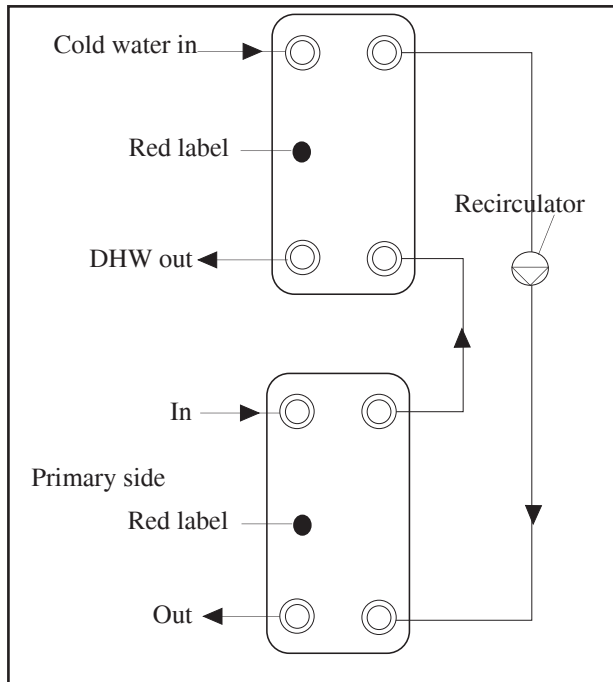 Cold water in
Red label
Recirculator
DHW out
In
Primary side
Red label
Out